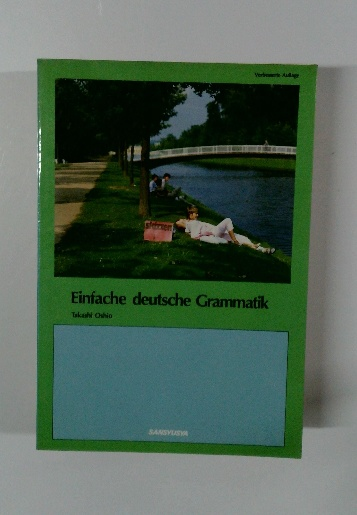 Verbesserte Auflage
Einfache deutsche Grammatik
Takashi Oshio
SANSYUSYA